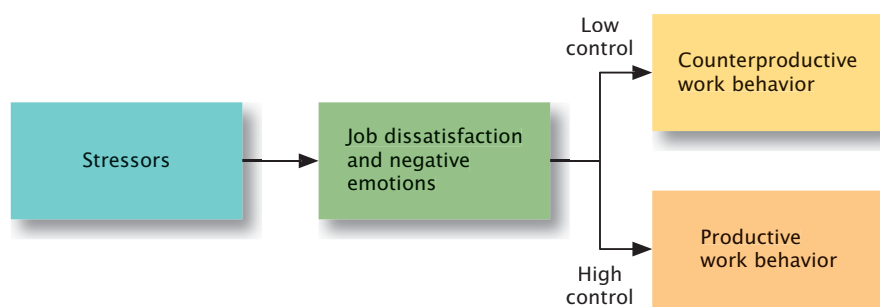 Stressors
Job dissatisfaction
and negative
emotions
Low
control
Counterproductive
work behavior
High
control
Productive
work behavior